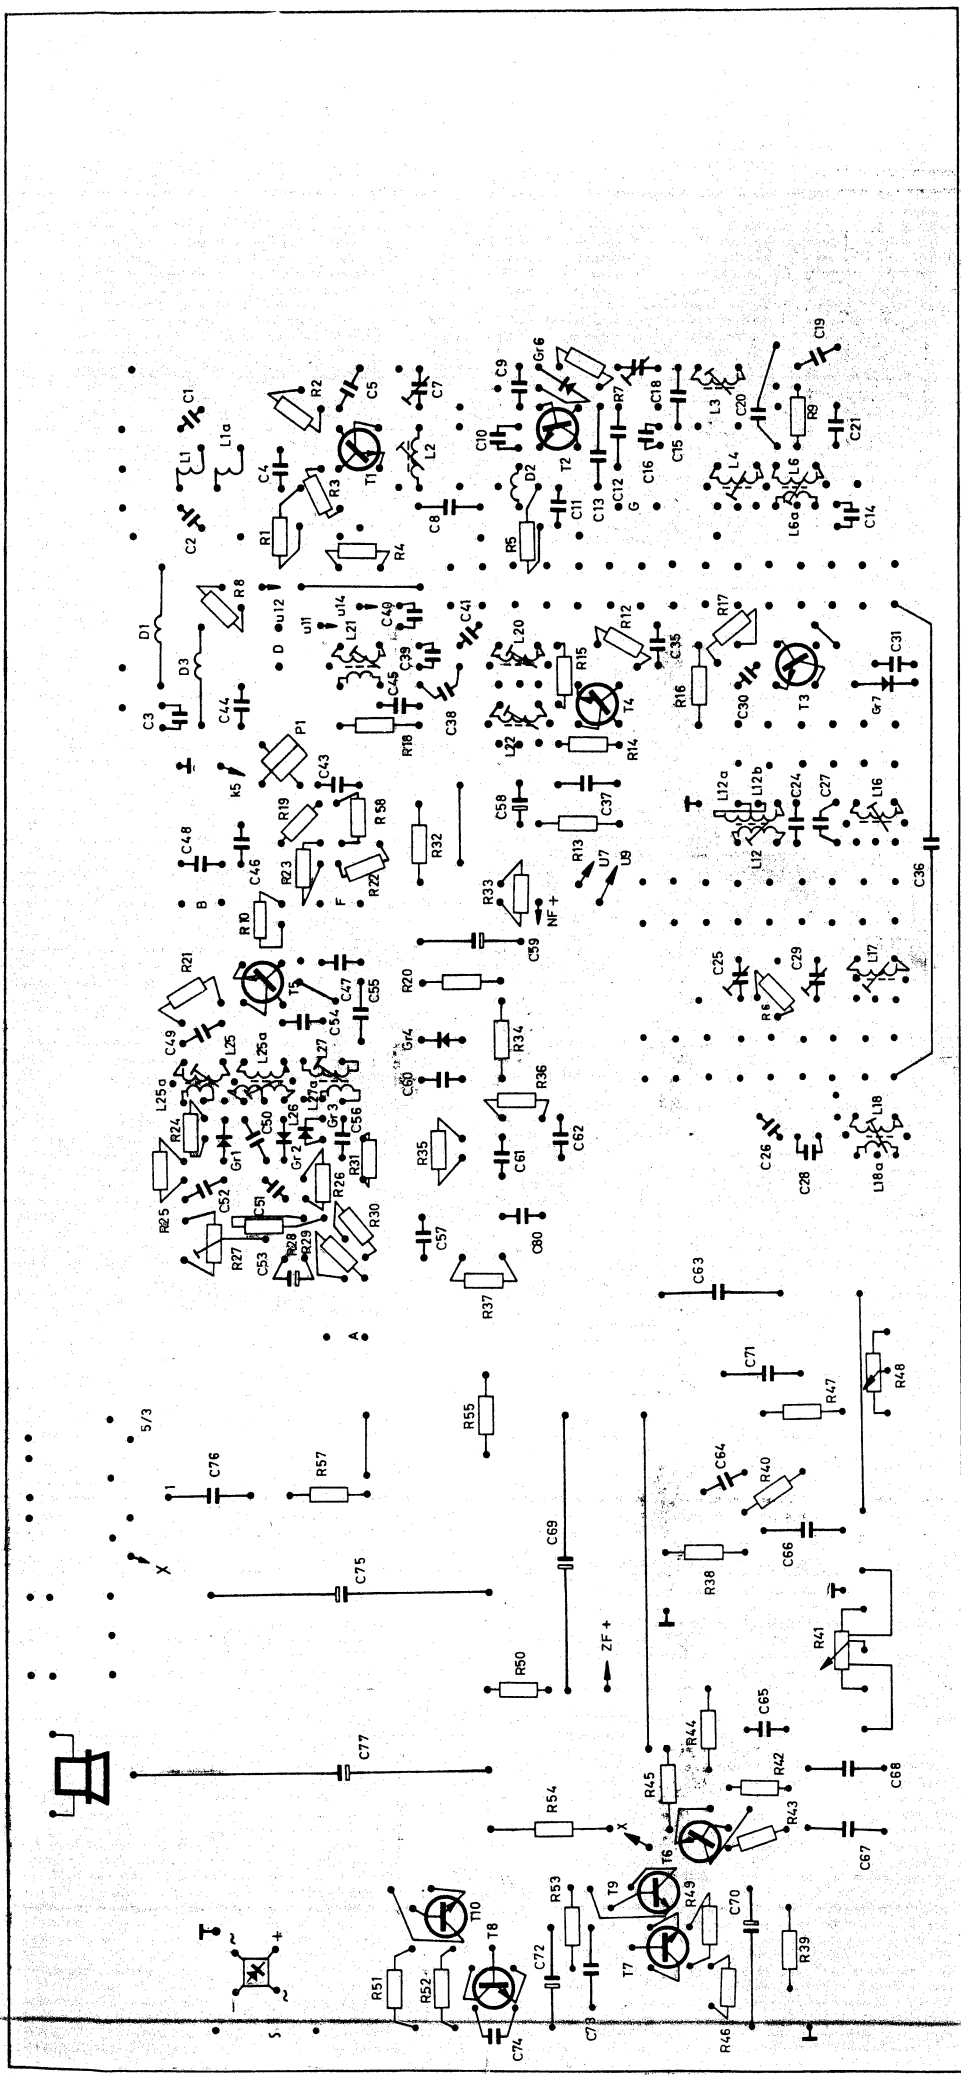 C1
C2
L1
L1a
C4
R2
C5
R1
R3
T1
R4
L2
C7
C8
C10
C9
Gr6
D2
T2
R7
R5
C11
C13
C12
C16
C18
C15
G
L3
C20
L4
L6
L6a
R9
C19
C21
C14
D1
D3
R8
u12
u11
u14
D
L21
C40
C39
C41
C3
C44
C45
R18
C38
L20
L22
R15
R12
C35
T4
R14
R17
R16
C30
T3
C31
Gr7
P1
k5
C43
C48
C46
R19
R58
R23
R22
R32
C58
C37
R13
U7
U9
L12a
L12b
L12
C24
C27
L16
C36
B
R10
F
R33
NF +
C59
R21
T5
C47
C55
C54
R20
C49
L25
L25a
L27
L25a
Gr4
C60
R34
R36
C25
R6
C29
L17
R24
Gr1
C50
L26
Gr2
L27a
Gr3
C56
R31
R35
C61
C62
C26
C28
L18
L18a
R25
C52
C51
R26
R30
R27
C53
R28
R29
C57
C80
R37
C63
A
C71
R47
R48
5/3
R55
C76
1
R57
C64
R40
C69
R38
C66
X
C75
ZF +
R41
R50
R44
C65
C77
R45
R42
C68
R54
X
T6
R43
C67
T10
T9
R49
R53
C70
T8
C72
T7
R39
R51
R52
C73
R46
C74
~
+
-
~
S.